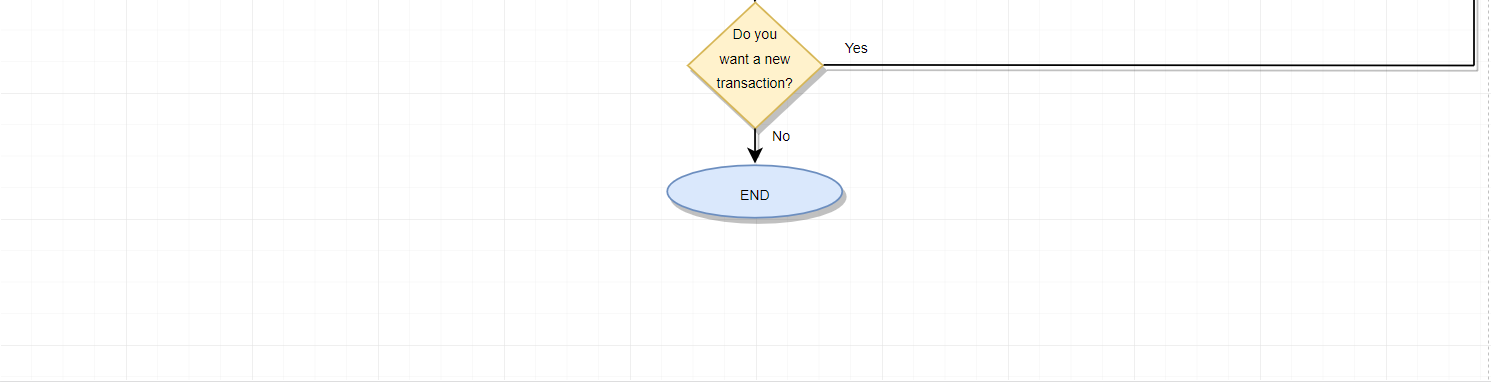 Do you
want a new
transaction?
Yes
No
END